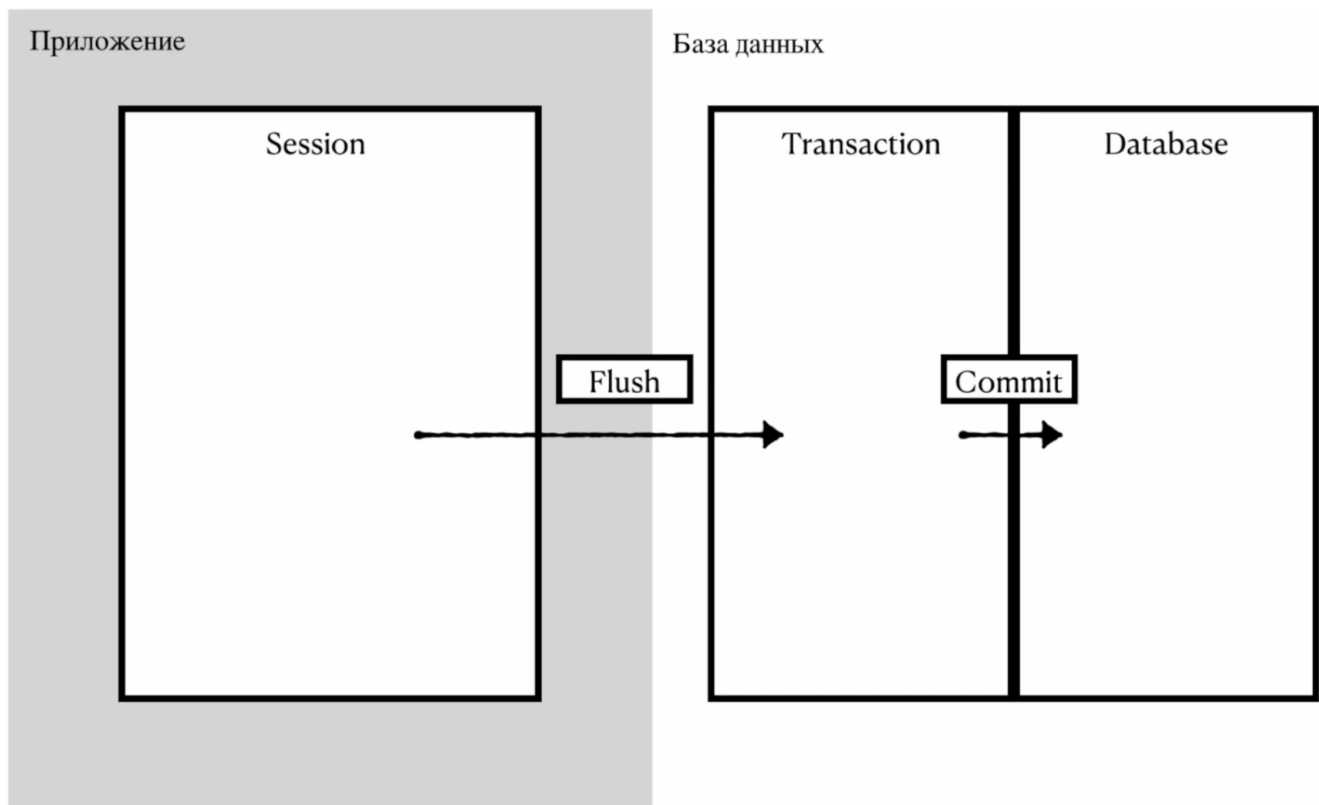 Приложение
База данных
Session
Transaction
Database
Flush
Commit